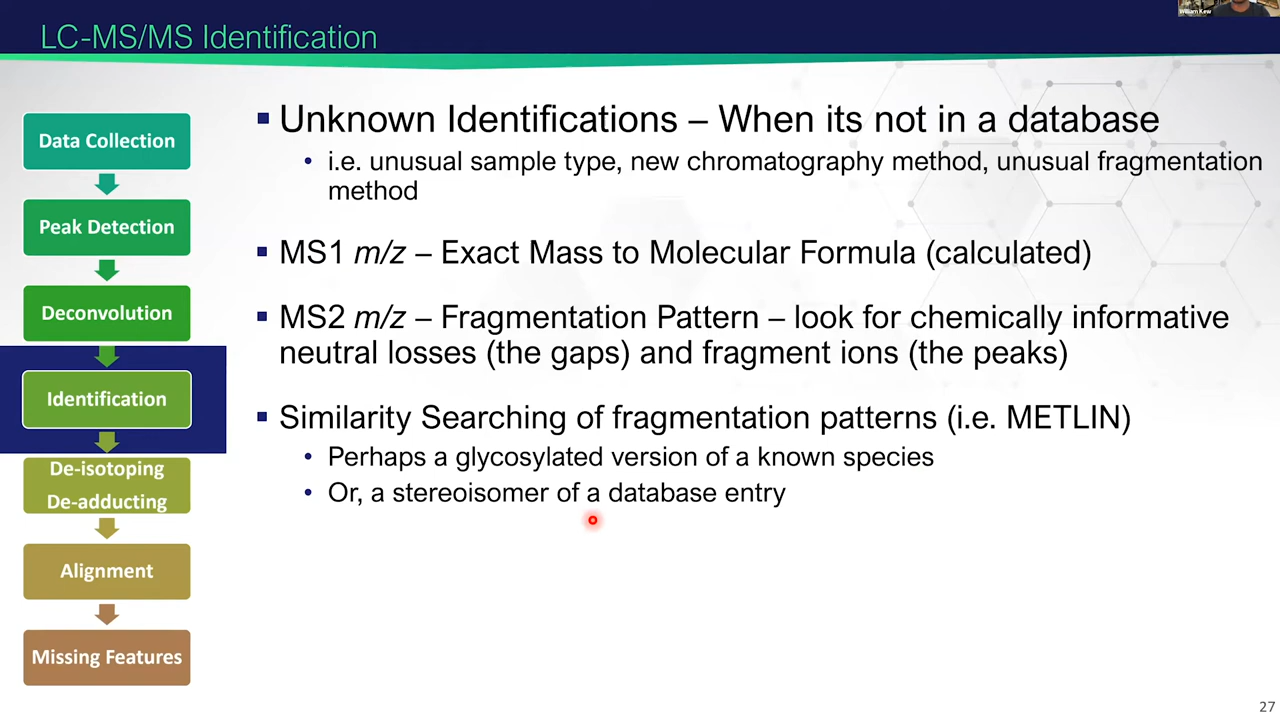 William Kew
LC-MS/MS Identification
Data Collection
Peak Detection
Deconvolution
Identification
De-isotoping
De-adducting
Alignment
Missing Features
▪ Unknown Identifications – When its not in a database
• i.e. unusual sample type, new chromatography method, unusual fragmentation
method
▪ MS1 m/z – Exact Mass to Molecular Formula (calculated)
▪ MS2 m/z – Fragmentation Pattern – look for chemically informative
neutral losses (the gaps) and fragment ions (the peaks)
▪ Similarity Searching of fragmentation patterns (i.e. METLIN)
• Perhaps a glycosylated version of a known species
• Or, a stereoisomer of a database entry
27